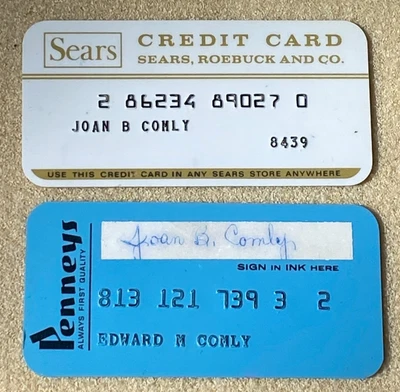 Sears
CREDIT CARD
SEARS, ROEBUCK AND CO.
2 86234 89027 0
JOAN B COMLY
8439
USE THIS CREDIT CARD IN ANY SEARS STORE ANYWHERE
Penneys
ALWAYS FIRST QUALITY
Joan B. Comly
SIGN IN INK HERE
813 121 739 3 2
EDWARD M COMLY